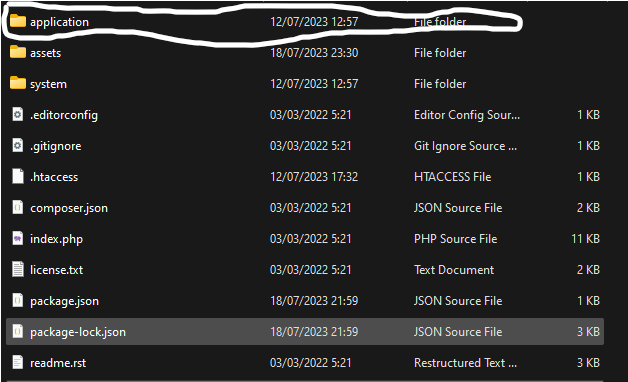 application 12/07/2023 12:57 File folder
assets 18/07/2023 23:30 File folder
system 12/07/2023 12:57 File folder
.editorconfig 03/03/2022 5:21 Editor Config Sour... 1 KB
.gitignore 03/03/2022 5:21 Git Ignore Source ... 1 KB
.htaccess 12/07/2023 17:32 HTACCESS File 1 KB
composer.json 03/03/2022 5:21 JSON Source File 2 KB
index.php 03/03/2022 5:21 PHP Source File 11 KB
license.txt 03/03/2022 5:21 Text Document 2 KB
package.json 18/07/2023 21:59 JSON Source File 1 KB
package-lock.json 18/07/2023 21:59 JSON Source File 3 KB
readme.rst 03/03/2022 5:21 Restructured Text ... 3 KB